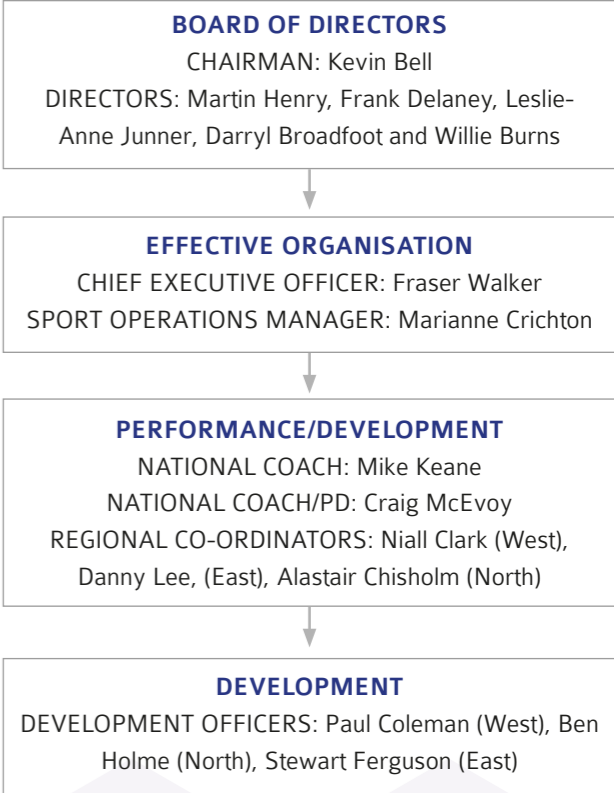 BOARD OF DIRECTORS
CHAIRMAN: Kevin Bell
DIRECTORS: Martin Henry, Frank Delaney, Leslie-
Anne Junner, Darryl Broadfoot and Willie Burns
EFFECTIVE ORGANISATION
CHIEF EXECUTIVE OFFICER: Fraser Walker
SPORT OPERATIONS MANAGER: Marianne Crichton
PERFORMANCE/DEVELOPMENT
NATIONAL COACH: Mike Keane
NATIONAL COACH/PD: Craig McEvoy
REGIONAL CO-ORDINATORS: Niall Clark (West),
Danny Lee, (East), Alastair Chisholm (North)
DEVELOPMENT
DEVELOPMENT OFFICERS: Paul Coleman (West), Ben
Holme (North), Stewart Ferguson (East)